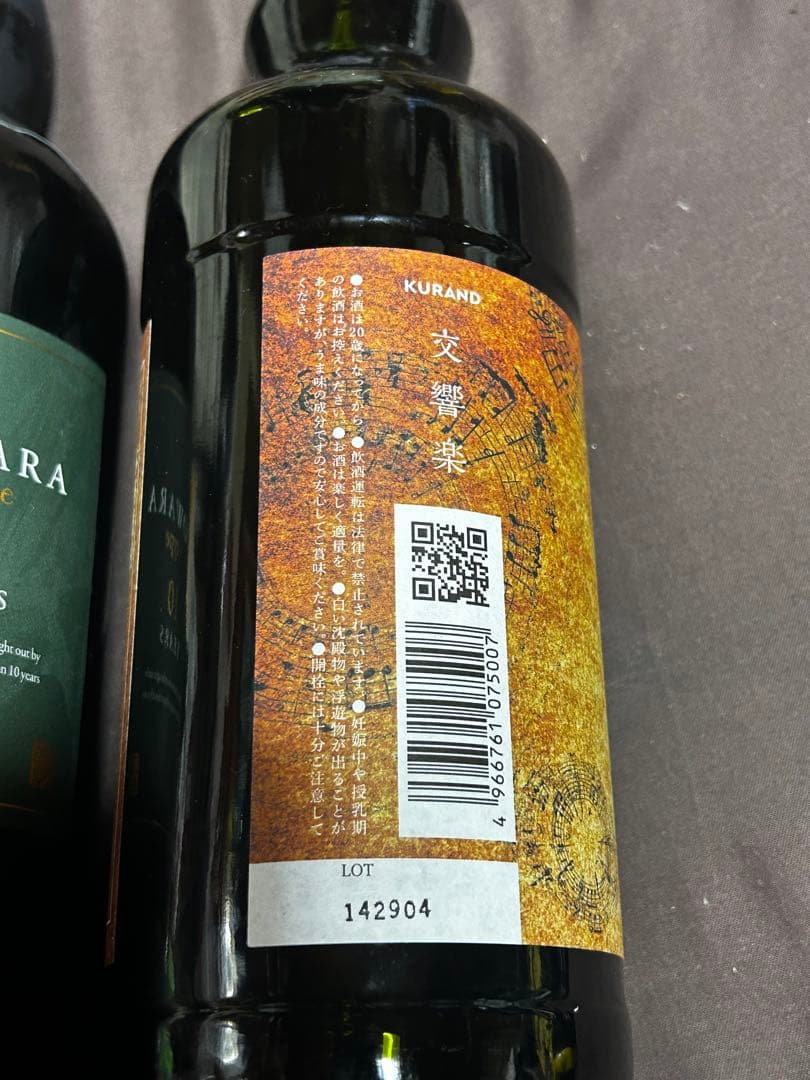 KURAND
交響楽
●お酒は20歳になってから。●飲酒運転は法律で禁止されています。●妊娠中や授乳期
の飲酒はお控えください。●お酒は楽しく適量を。●白い沈殿物や浮遊物が出ることが
ありますが、うま味の成分ですので安心してご賞味ください。●開栓には十分ご注意して
ください。
4 966761 075007
LOT
142904
ARA
e
S
ght out by
n 10 years